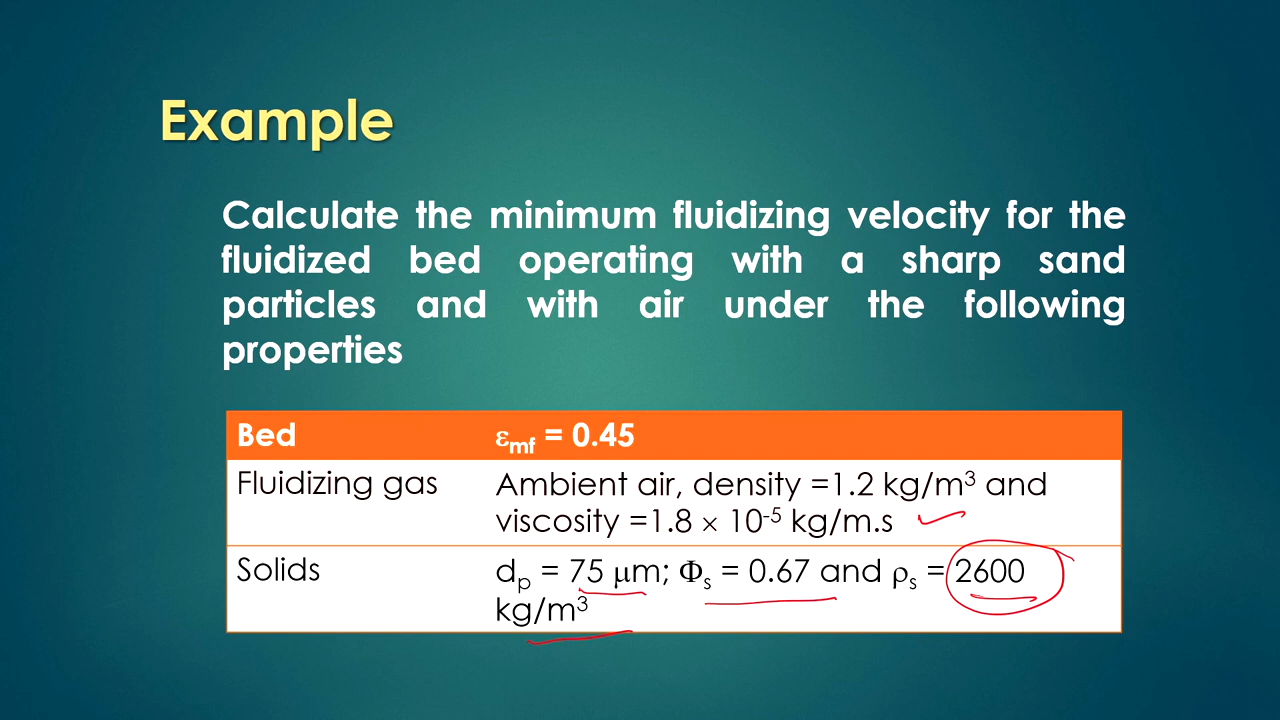 Example
Calculate the minimum fluidizing velocity for the
fluidized bed operating with a sharp sand
particles and with air under the following
properties
Bed εmf = 0.45
Fluidizing gas Ambient air, density =1.2 kg/m³ and
viscosity =1.8 × 10⁻⁵ kg/m.s
Solids dp = 75 μm; Φs = 0.67 and ρs = 2600
kg/m³